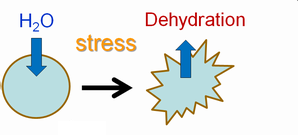 H₂O
Dehydration
stress